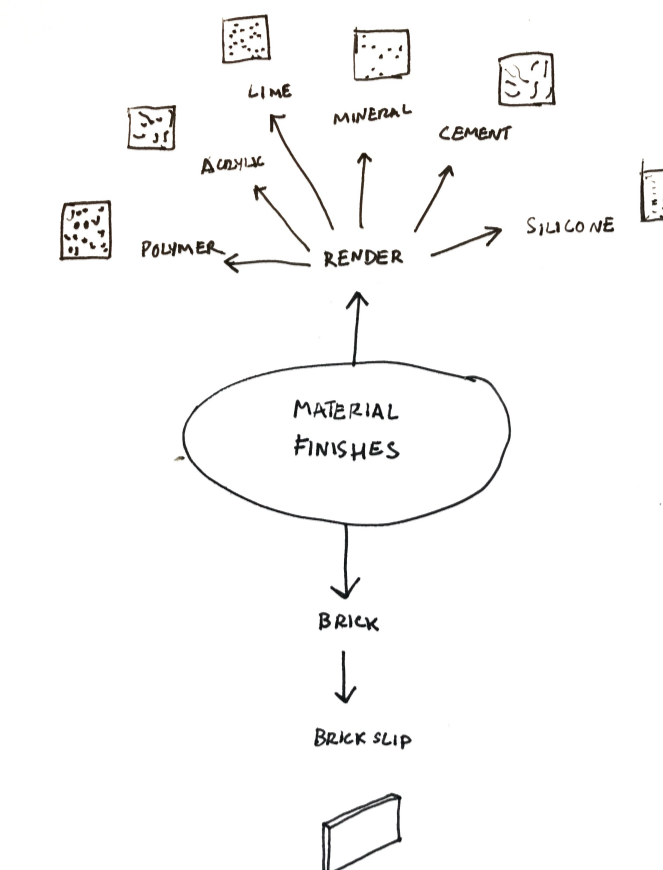 LIME
MINERAL
CEMENT
ACRYLIC
SILICONE
POLYMER
RENDER
MATERIAL
FINISHES
BRICK
BRICK SLIP